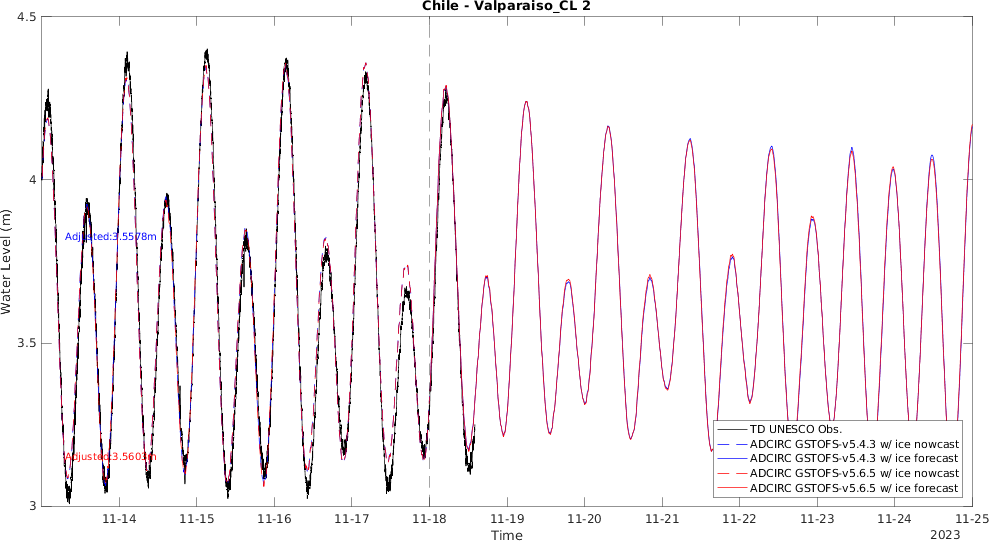 Chile - Valparaiso_CL 2
4.5
4
3.5
3
Water Level (m)
Adjusted:3.5578m
Adjusted:3.5603m
TD UNESCO Obs.
ADCIRC GSTOFS-v5.4.3 w/ ice nowcast
ADCIRC GSTOFS-v5.4.3 w/ ice forecast
ADCIRC GSTOFS-v5.6.5 w/ ice nowcast
ADCIRC GSTOFS-v5.6.5 w/ ice forecast
11-14 11-15 11-16 11-17 11-18 11-19 11-20 11-21 11-22 11-23 11-24 11-25
Time
2023